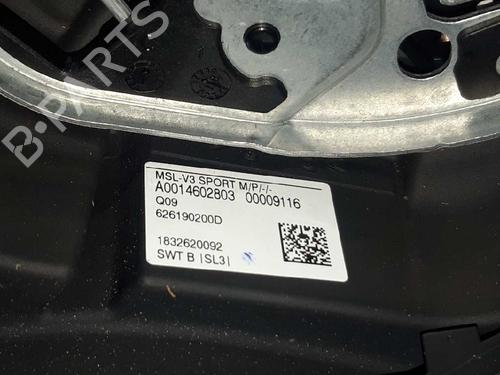 B-PARTS
MSL-V3 SPORT M/P/-/-
A0014602803 00009116
Q09
626190200D
1832620092
SWT B |SL3|